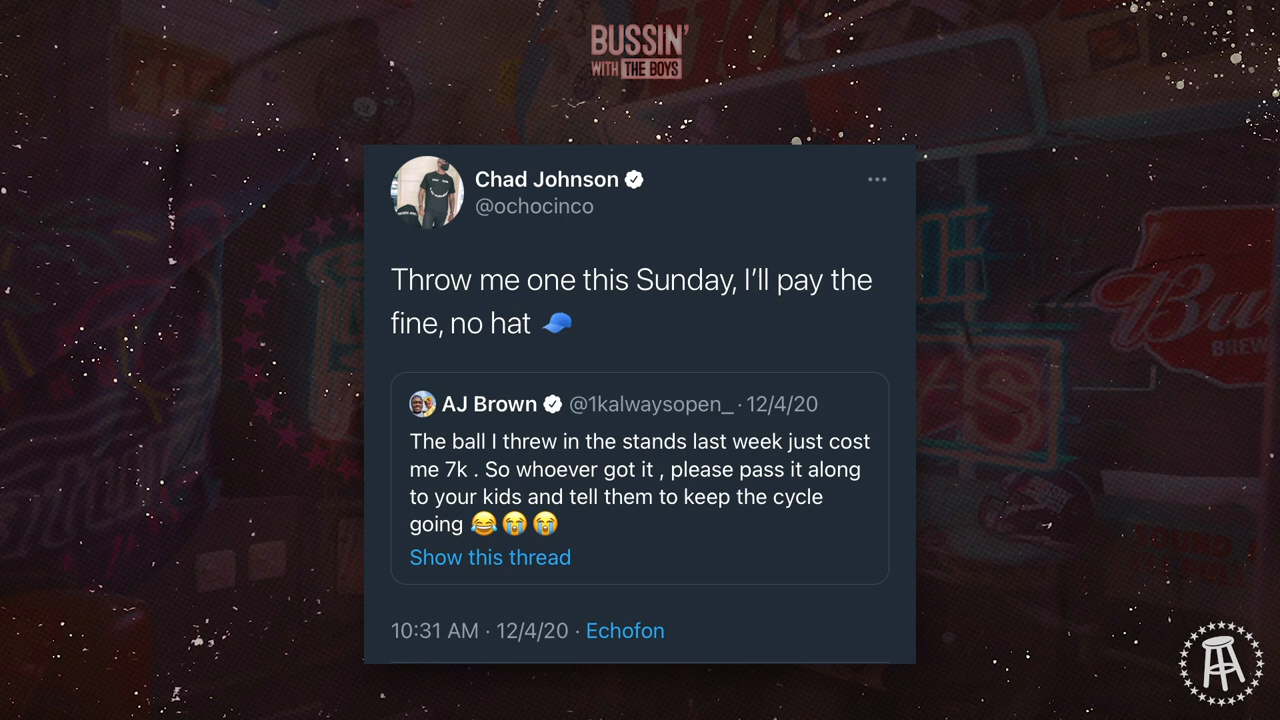 BUSSIN'
WITH THE BOYS
Chad Johnson
@ochocinco
Throw me one this Sunday, I’ll pay the
fine, no hat 🧢
AJ Brown @1kalwaysopen_ · 12/4/20
The ball I threw in the stands last week just cost
me 7k . So whoever got it , please pass it along
to your kids and tell them to keep the cycle
going 😂😭😭
Show this thread
10:31 AM · 12/4/20 · Echofon